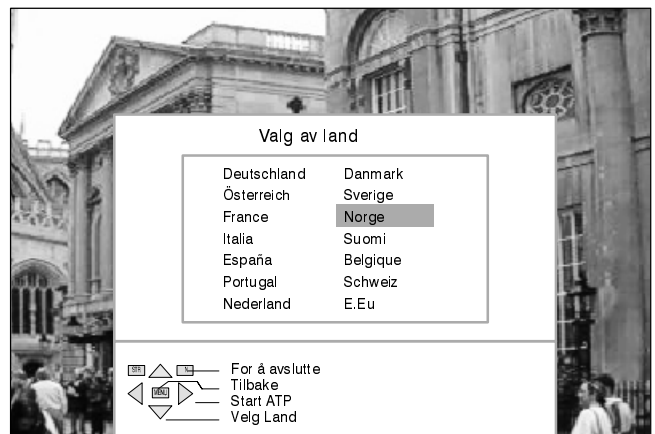 Valg av land
Deutschland Danmark
Österreich Sverige
France Norge
Italia Suomi
España Belgique
Portugal Schweiz
Nederland E.Eu
STR N For å avslutte
MENU Tilbake
Start ATP
Velg Land